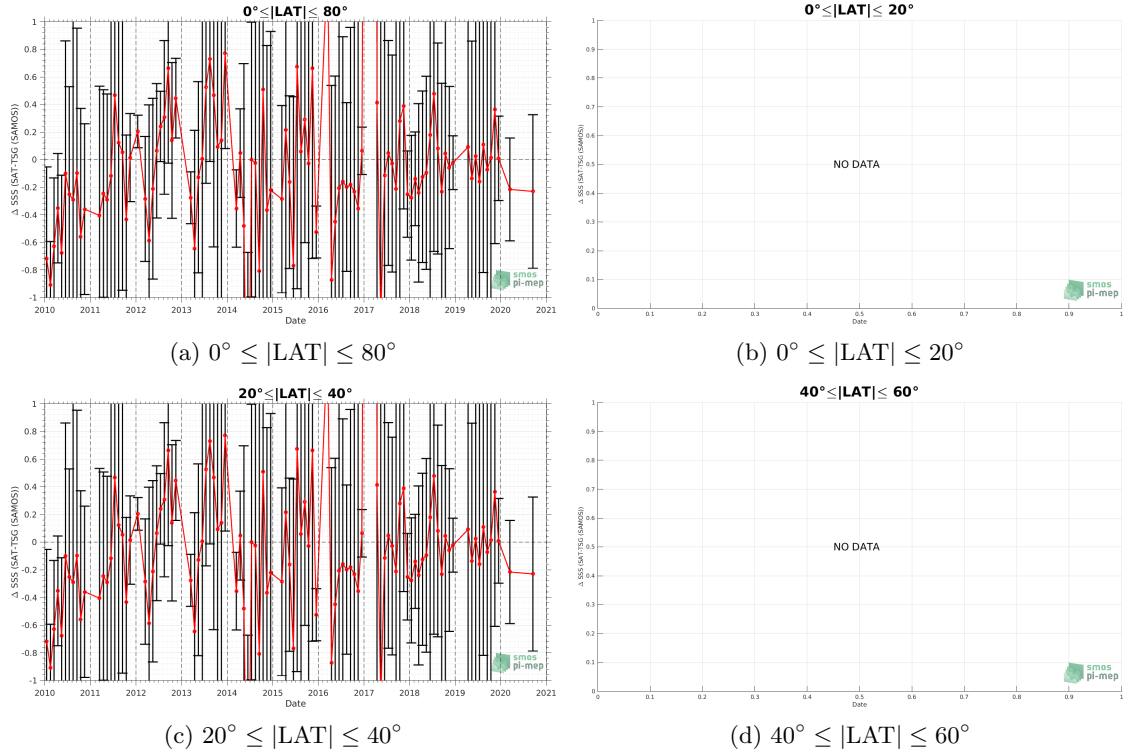 0°≤|LAT|≤ 80°
1
0.8
0.6
0.4
0.2
0
-0.2
-0.4
-0.6
-0.8
-1
Δ SSS (SAT-TSG (SAMOS))
2010 2011 2012 2013 2014 2015 2016 2017 2018 2019 2020 2021
Date
smos
pi-mep
(a) 0° ≤ |LAT| ≤ 80°
0°≤|LAT|≤ 20°
1
0.9
0.8
0.7
0.6
0.5
0.4
0.3
0.2
0.1
0
Δ SSS (SAT-TSG (SAMOS))
NO DATA
0 0.1 0.2 0.3 0.4 0.5 0.6 0.7 0.8 0.9 1
Date
smos
pi-mep
(b) 0° ≤ |LAT| ≤ 20°
20°≤|LAT|≤ 40°
1
0.8
0.6
0.4
0.2
0
-0.2
-0.4
-0.6
-0.8
-1
Δ SSS (SAT-TSG (SAMOS))
2010 2011 2012 2013 2014 2015 2016 2017 2018 2019 2020 2021
Date
smos
pi-mep
(c) 20° ≤ |LAT| ≤ 40°
40°≤|LAT|≤ 60°
1
0.9
0.8
0.7
0.6
0.5
0.4
0.3
0.2
0.1
0
Δ SSS (SAT-TSG (SAMOS))
NO DATA
0 0.1 0.2 0.3 0.4 0.5 0.6 0.7 0.8 0.9 1
Date
smos
pi-mep
(d) 40° ≤ |LAT| ≤ 60°